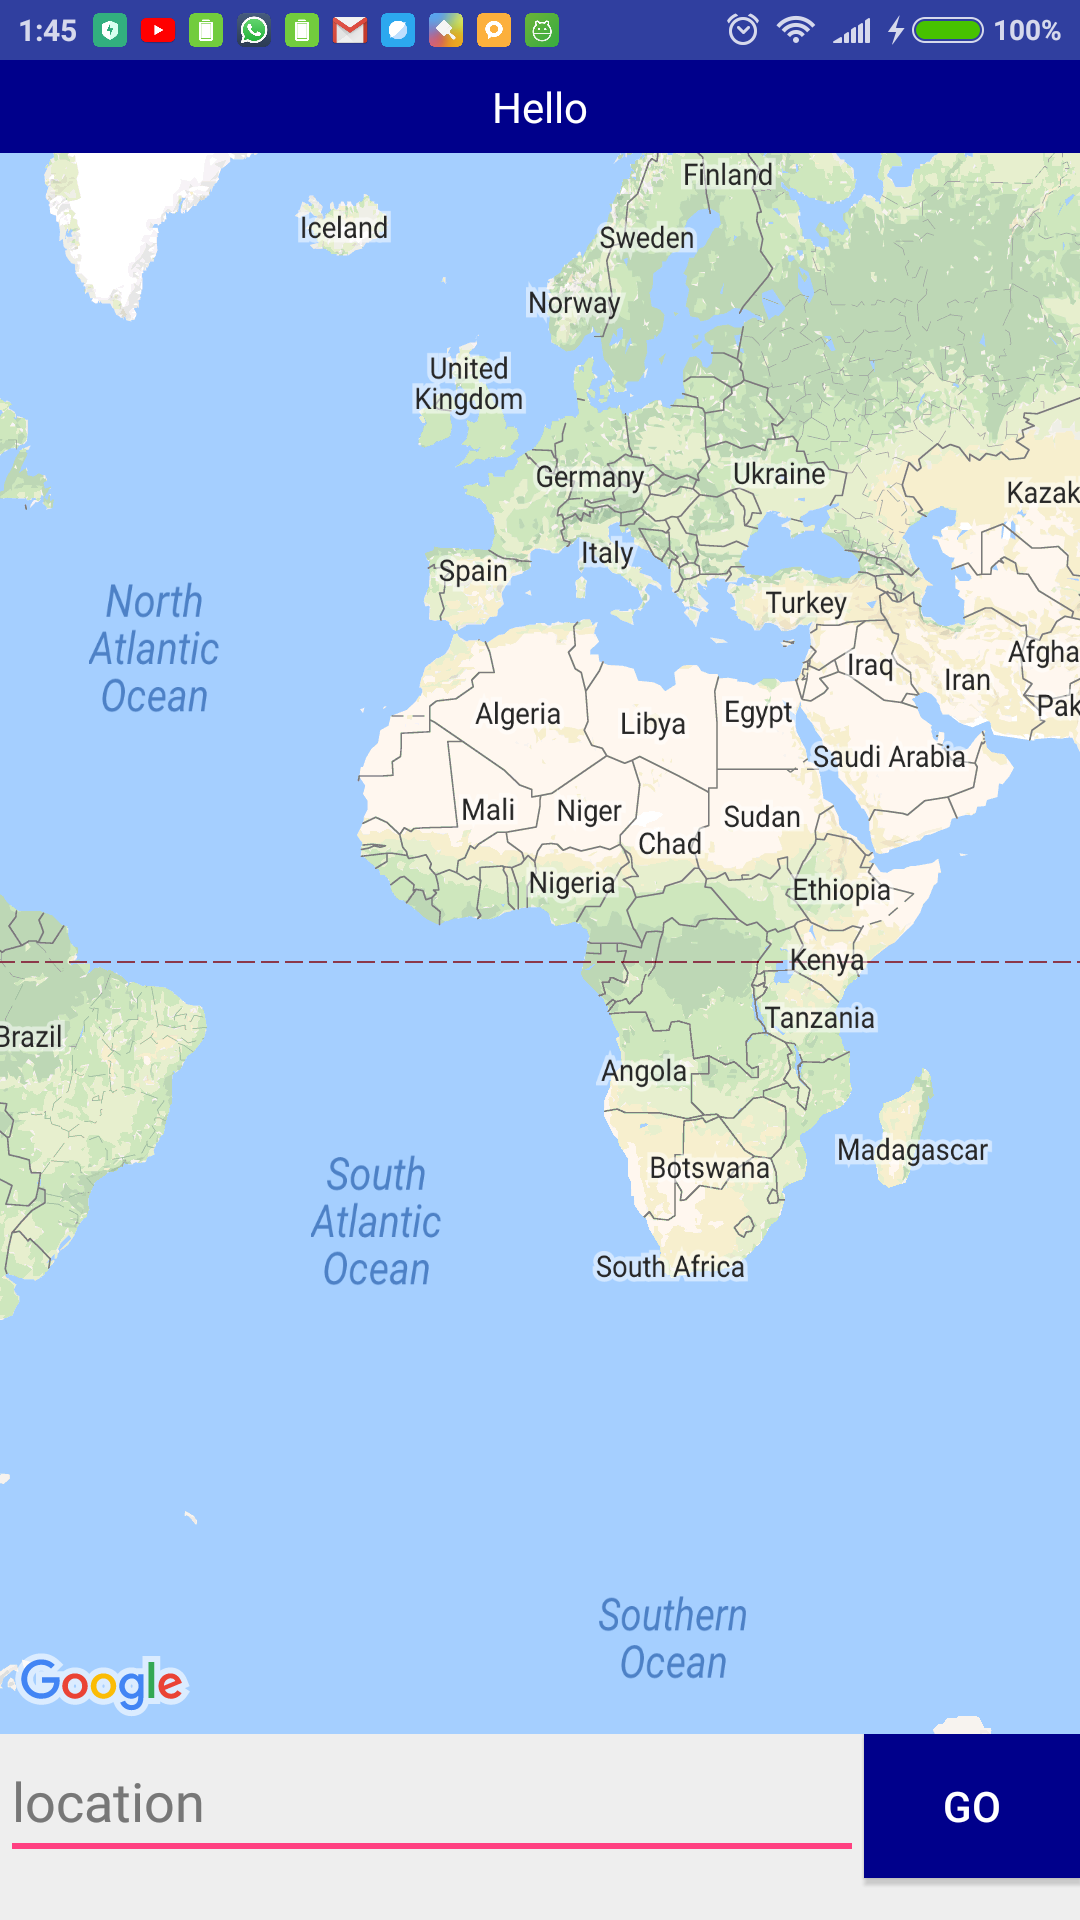 1:45
100%
Hello
Finland
Iceland
Sweden
Norway
United
Kingdom
Germany
Ukraine
Kazak
Italy
Spain
Turkey
North
Atlantic
Ocean
Iraq
Afgha
Iran
Pak
Algeria
Libya
Egypt
Saudi Arabia
Mali
Niger
Sudan
Chad
Nigeria
Ethiopia
Kenya
Tanzania
Brazil
Angola
Madagascar
Botswana
South
Atlantic
Ocean
South Africa
Southern
Ocean
Google
location
GO